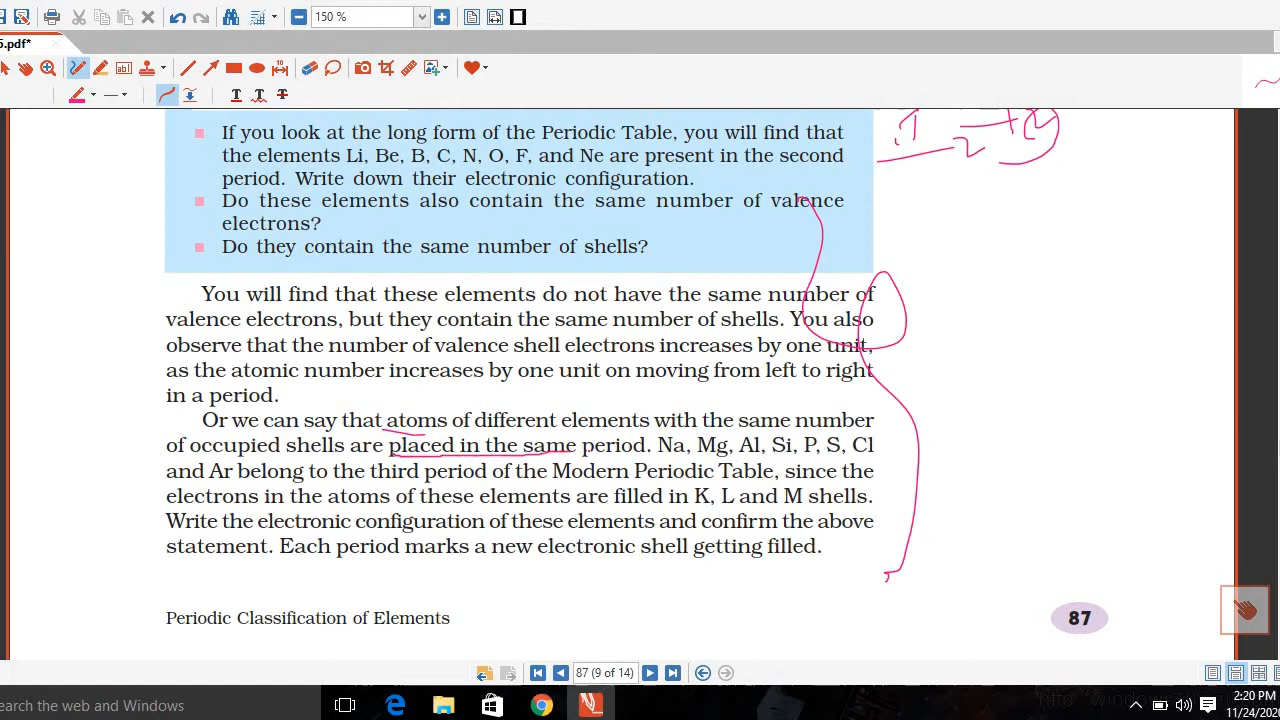 150 %
5.pdf*
If you look at the long form of the Periodic Table, you will find that
the elements Li, Be, B, C, N, O, F, and Ne are present in the second
period. Write down their electronic configuration.
Do these elements also contain the same number of valence
electrons?
Do they contain the same number of shells?
You will find that these elements do not have the same number of
valence electrons, but they contain the same number of shells. You also
observe that the number of valence shell electrons increases by one unit,
as the atomic number increases by one unit on moving from left to right
in a period.
Or we can say that atoms of different elements with the same number
of occupied shells are placed in the same period. Na, Mg, Al, Si, P, S, Cl
and Ar belong to the third period of the Modern Periodic Table, since the
electrons in the atoms of these elements are filled in K, L and M shells.
Write the electronic configuration of these elements and confirm the above
statement. Each period marks a new electronic shell getting filled.
Periodic Classification of Elements
87
87 (9 of 14)
earch the web and Windows
2:20 PM